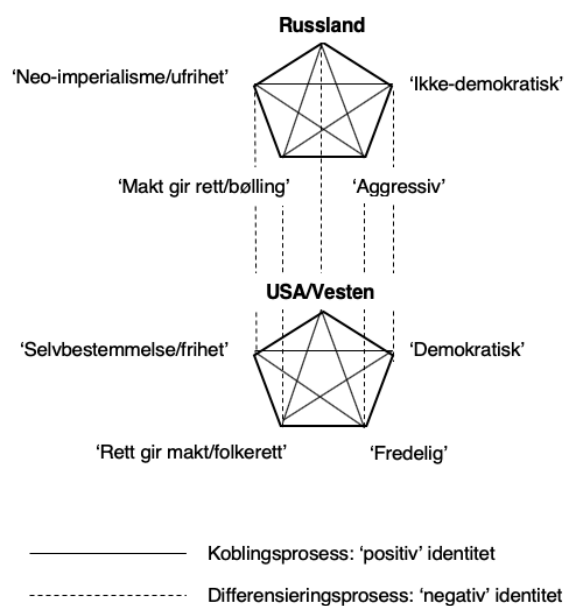 Russland
‘Neo-imperialisme/ufrihet’
‘Ikke-demokratisk’
‘Makt gir rett/bølling’
‘Aggressiv’
USA/Vesten
‘Selvbestemmelse/frihet’
‘Demokratisk’
‘Rett gir makt/folkerett’
‘Fredelig’
Koblingsprosess: ‘positiv’ identitet
Differensieringsprosess: ‘negativ’ identitet